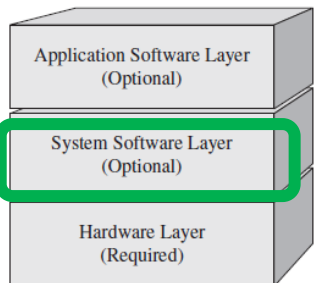 Application Software Layer
(Optional)
System Software Layer
(Optional)
Hardware Layer
(Required)